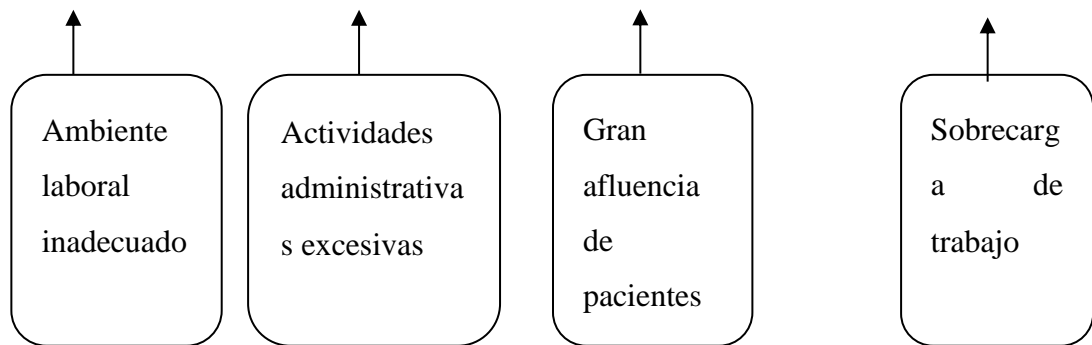 Ambiente
laboral
inadecuado
Actividades
administrativa
s excesivas
Gran
afluencia
de
pacientes
Sobrecarg
a de
trabajo